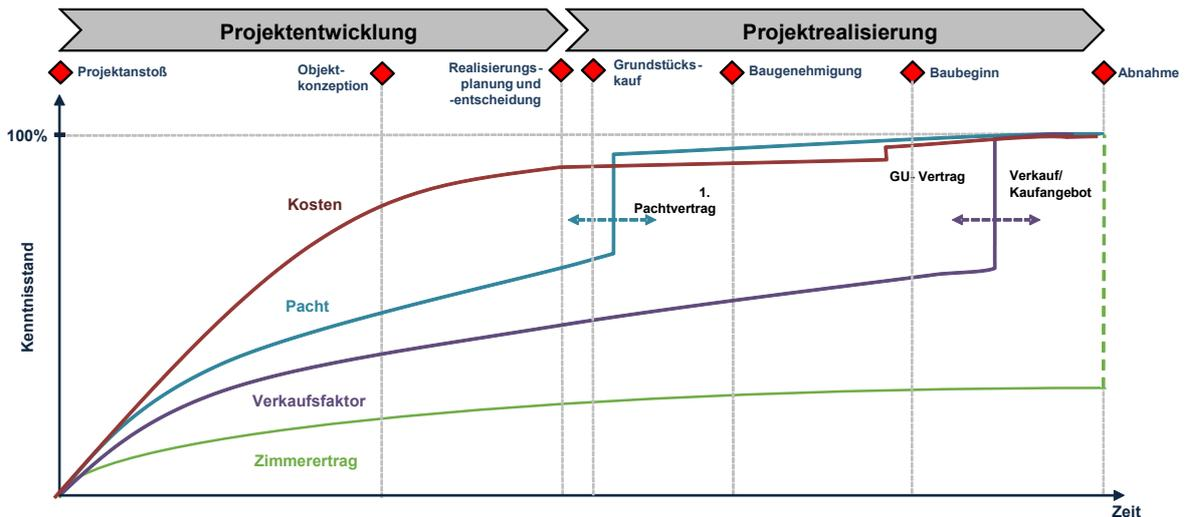 Projektentwicklung
Projektrealisierung
Projektanstoß
Objekt-
konzeption
Realisierungs-
planung und
-entscheidung
Grundstücks-
kauf
Baugenehmigung
Baubeginn
Abnahme
100%
Kenntnisstand
Kosten
Pacht
Verkaufsfaktor
Zimmerertrag
1.
Pachtvertrag
GU- Vertrag
Verkauf/
Kaufangebot
Zeit